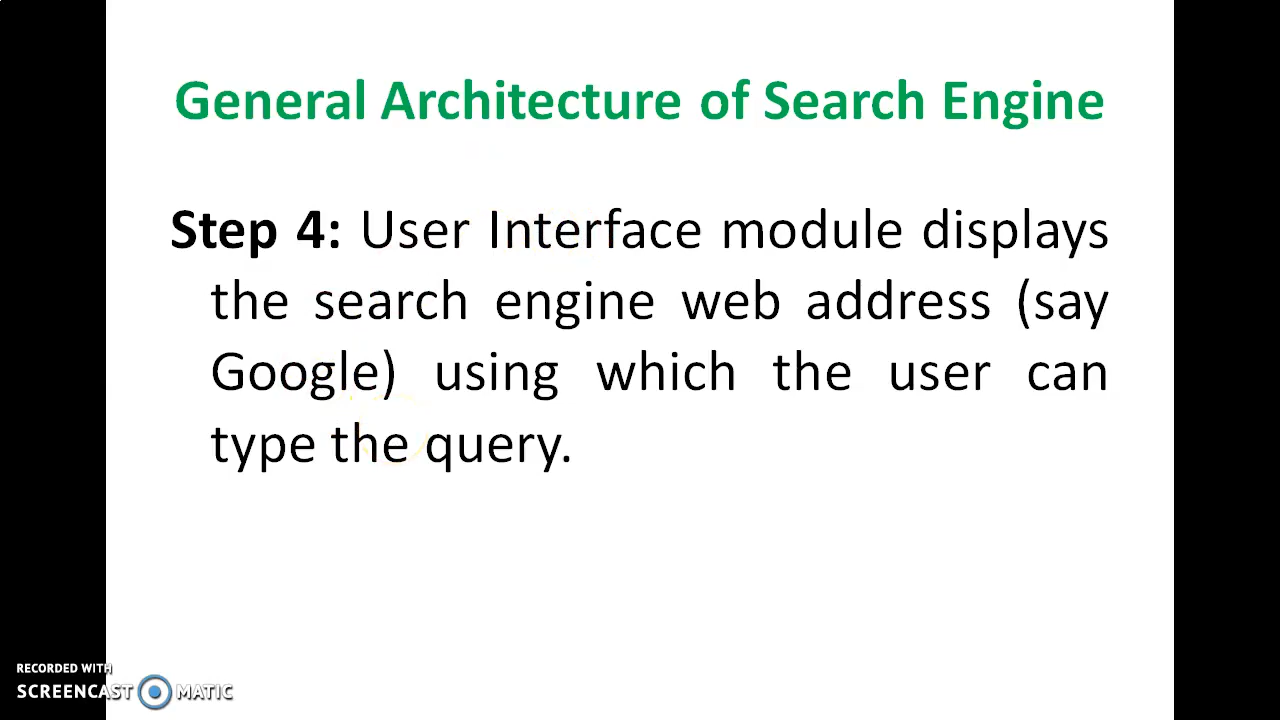 General Architecture of Search Engine
Step 4: User Interface module displays
the search engine web address (say
Google) using which the user can
type the query.
RECORDED WITH
SCREENCAST MATIC